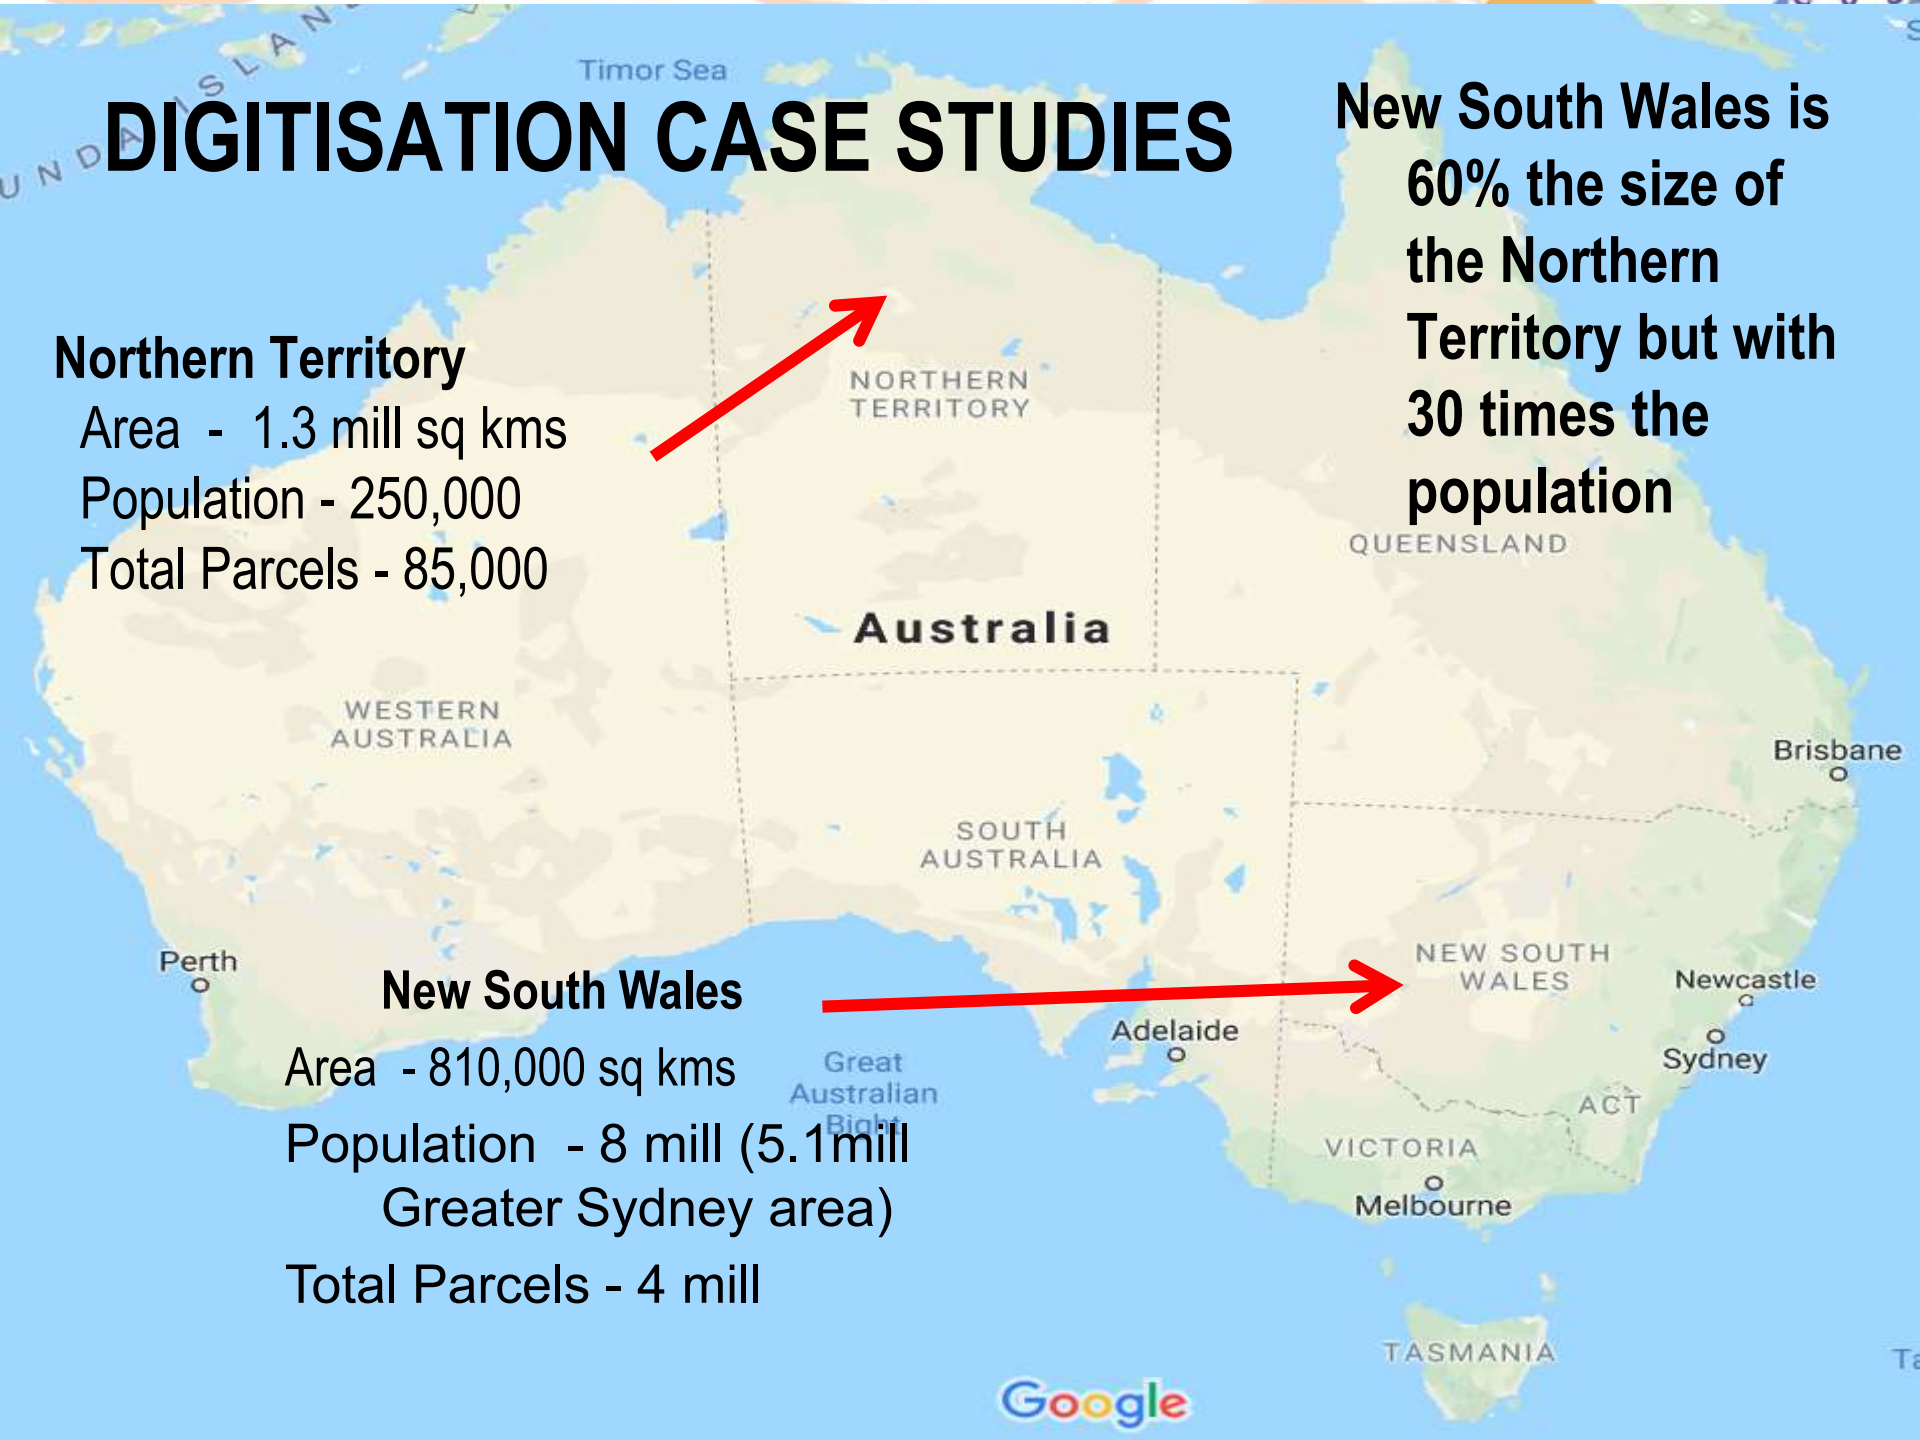 Timor Sea
DIGITISATION CASE STUDIES
New South Wales is
60% the size of
the Northern
Territory but with
30 times the
population
Northern Territory
Area - 1.3 mill sq kms
Population - 250,000
Total Parcels - 85,000
NORTHERN
TERRITORY
QUEENSLAND
Australia
WESTERN
AUSTRALIA
Brisbane
SOUTH
AUSTRALIA
Perth
NEW SOUTH
WALES
Newcastle
Sydney
Adelaide
New South Wales
Area - 810,000 sq kms
Population - 8 mill (5.1mill
Greater Sydney area)
Total Parcels - 4 mill
Great
Australian
Bight
ACT
VICTORIA
Melbourne
TASMANIA
Google